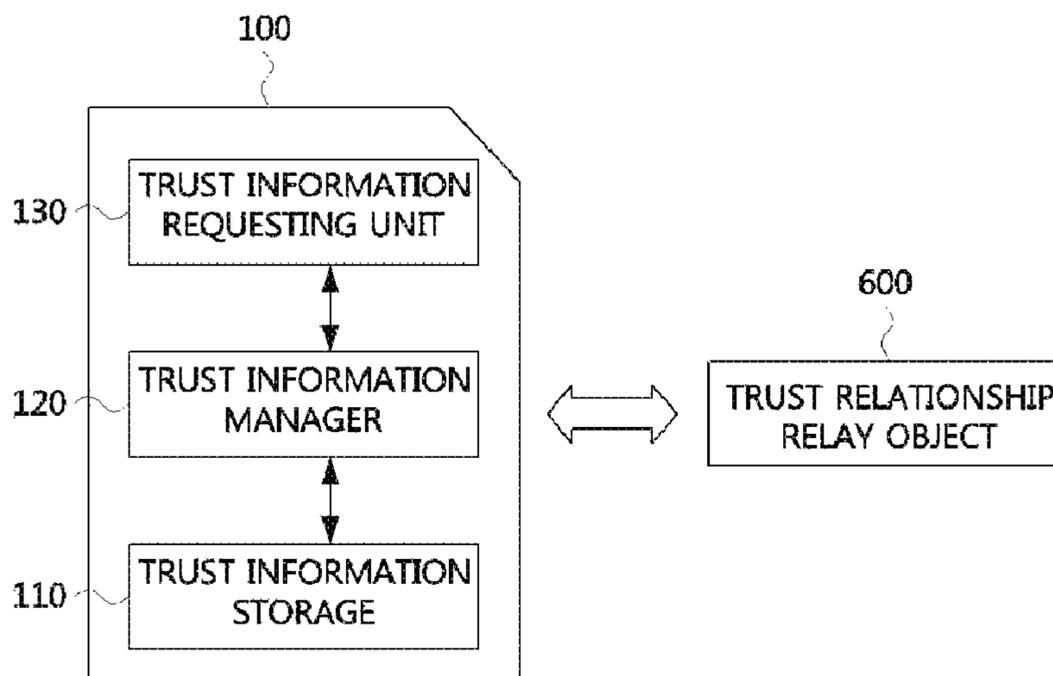 100
130
TRUST INFORMATION
REQUESTING UNIT
600
120
TRUST INFORMATION
MANAGER
TRUST RELATIONSHIP
RELAY OBJECT
110
TRUST INFORMATION
STORAGE